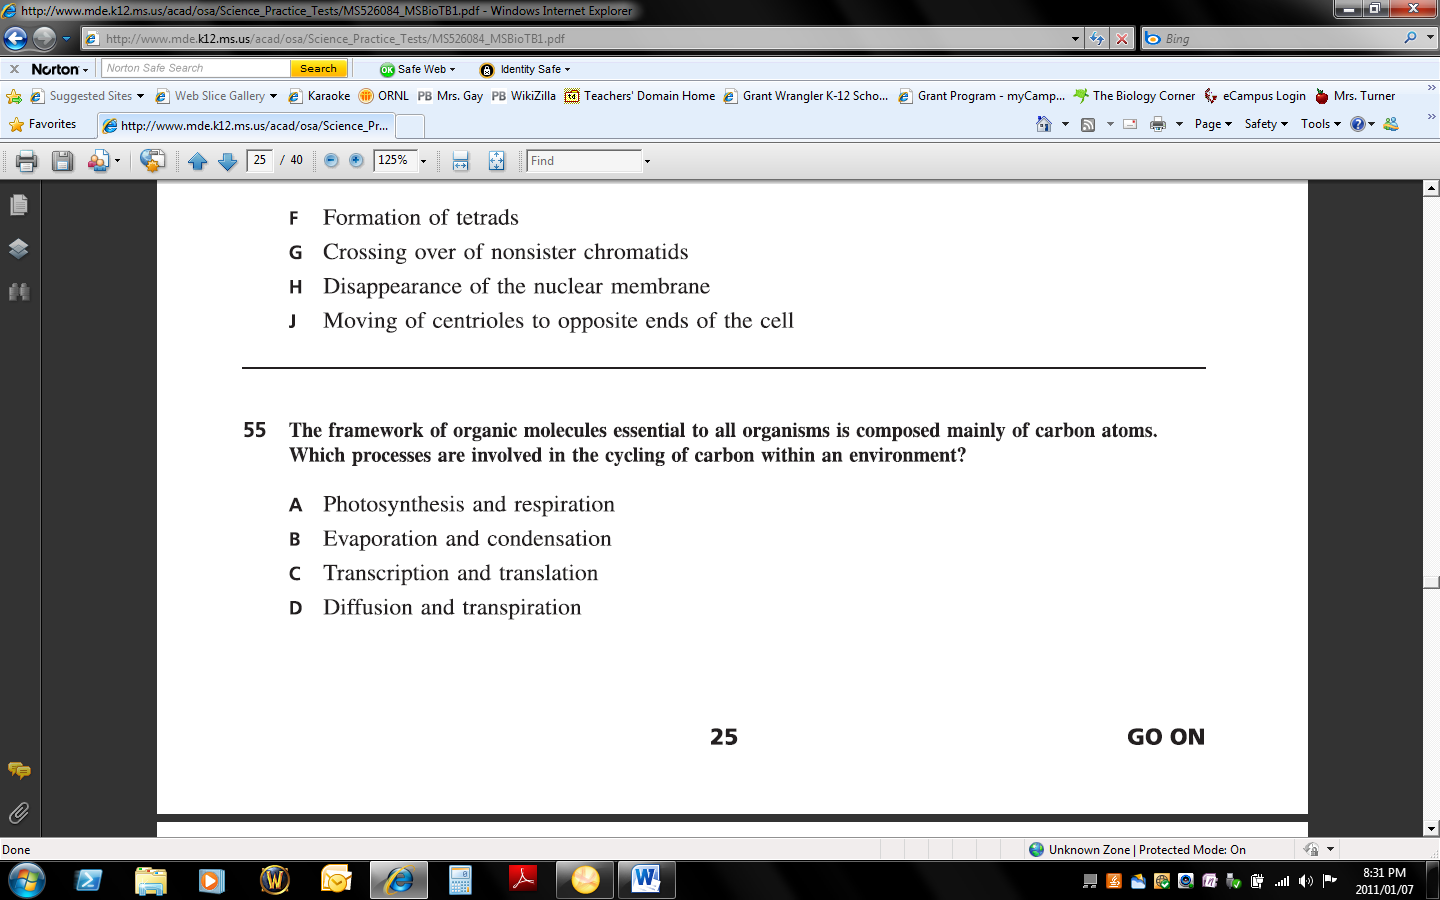 http://www.mde.k12.ms.us/acad/osa/Science_Practice_Tests/MS526084_MSBioTB1.pdf - Windows Internet Explorer
http://www.mde.k12.ms.us/acad/osa/Science_Practice_Tests/MS526084_MSBioTB1.pdf
Bing
x Norton Norton Safe Search Search OK Safe Web Identity Safe
Suggested Sites Web Slice Gallery Karaoke ORNL PB Mrs. Gay PB WikiZilla td Teachers' Domain Home Grant Wrangler K-12 Scho... Grant Program - myCamp... The Biology Corner eCampus Login Mrs. Turner
Favorites http://www.mde.k12.ms.us/acad/osa/Science_Pr... Page Safety Tools
25 / 40 125% Find
F Formation of tetrads
G Crossing over of nonsister chromatids
H Disappearance of the nuclear membrane
J Moving of centrioles to opposite ends of the cell
55 The framework of organic molecules essential to all organisms is composed mainly of carbon atoms.
Which processes are involved in the cycling of carbon within an environment?
A Photosynthesis and respiration
B Evaporation and condensation
C Transcription and translation
D Diffusion and transpiration
25 GO ON
Done Unknown Zone | Protected Mode: On
8:31 PM
2011/01/07